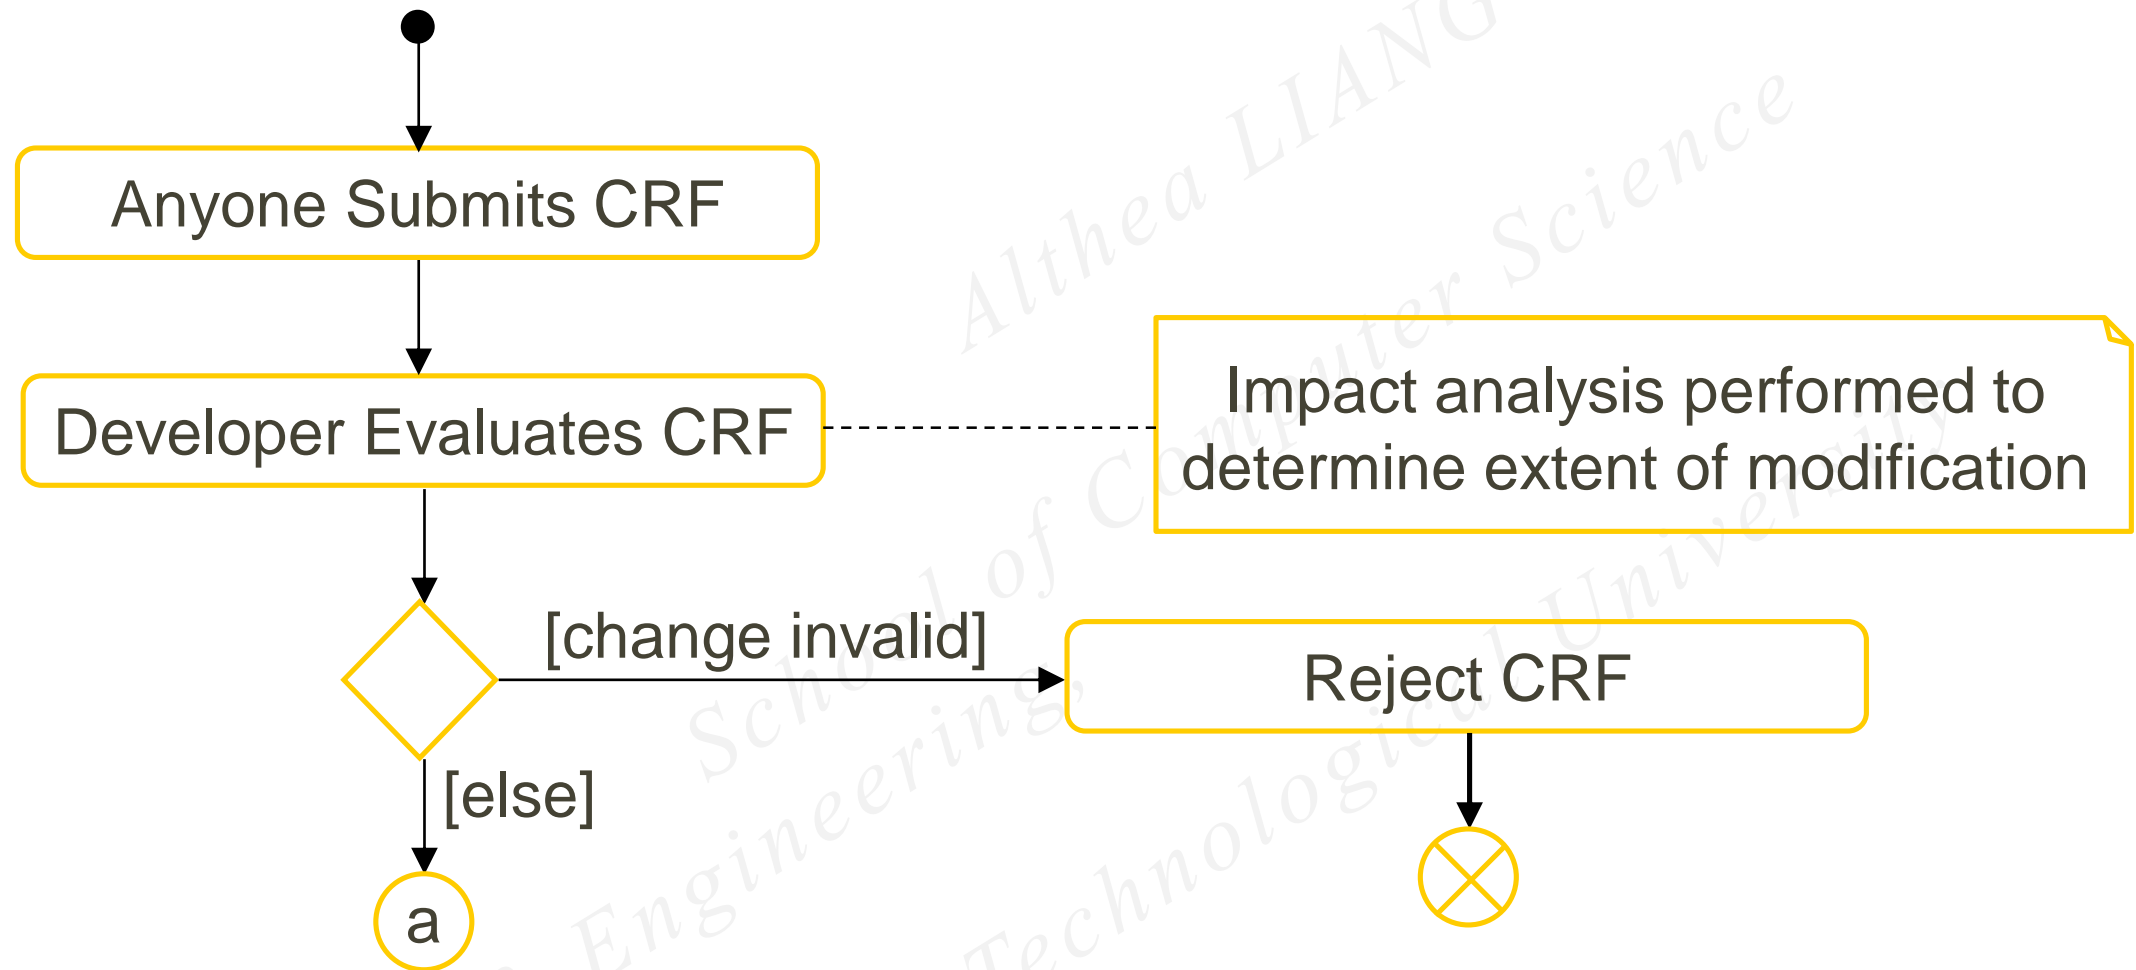 Anyone Submits CRF
Developer Evaluates CRF
Impact analysis performed to
determine extent of modification
[change invalid]
Reject CRF
[else]
a
Althea LIANG
School of Computer Science
Engineering,
Technological University